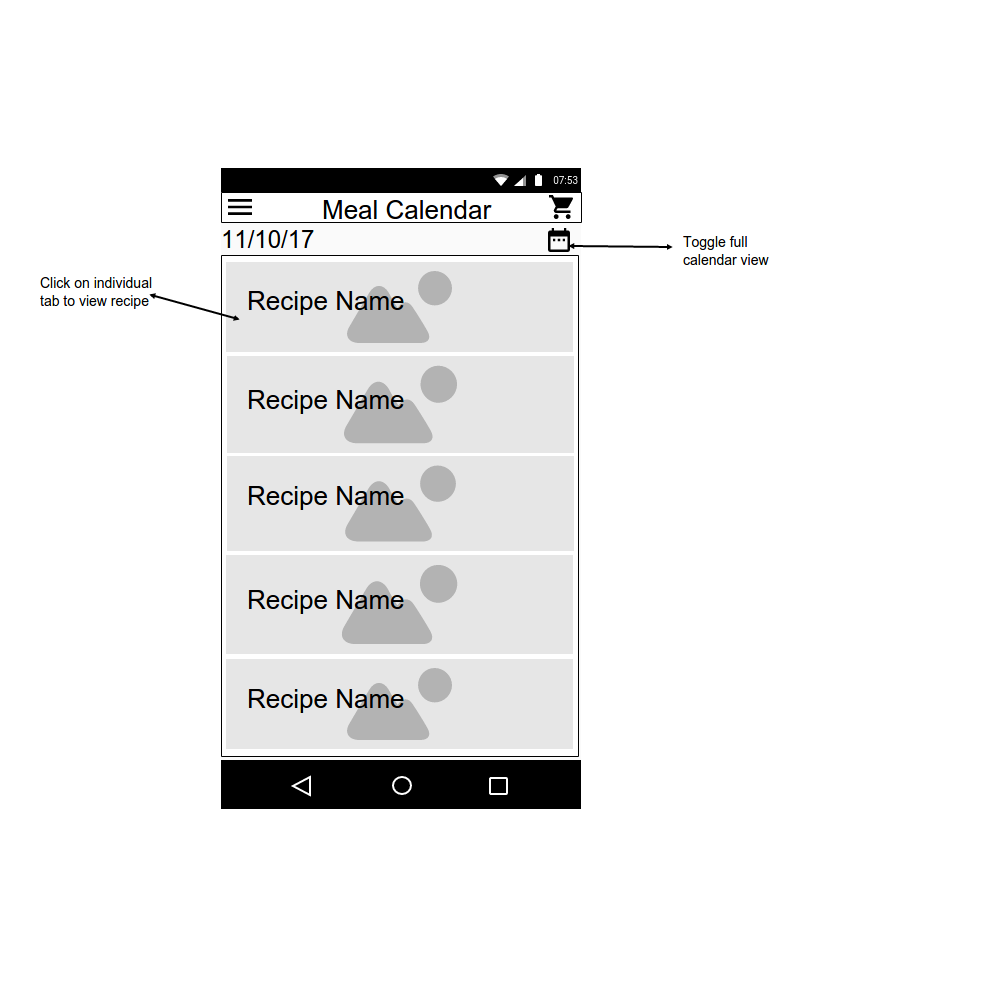 07:53
Meal Calendar
11/10/17
Toggle full
calendar view
Click on individual
tab to view recipe
Recipe Name
Recipe Name
Recipe Name
Recipe Name
Recipe Name